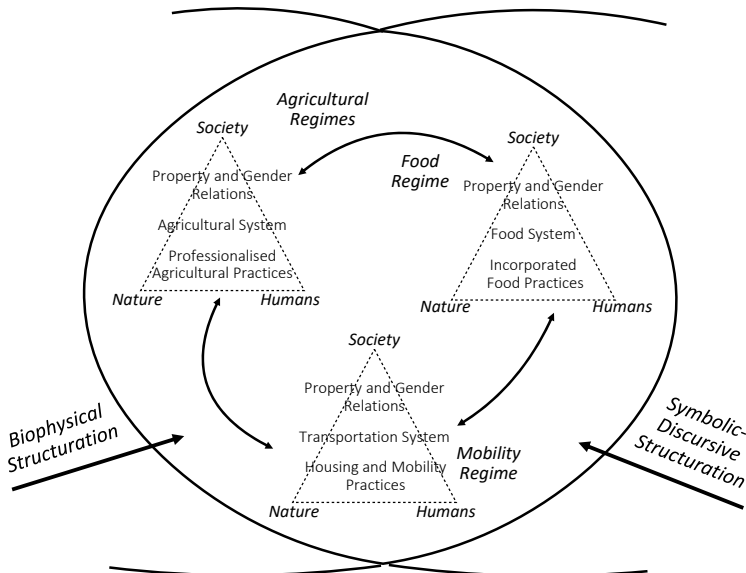 Agricultural
Regimes
Society
Property and Gender
Relations
Agricultural System
Professionalised
Agricultural Practices
Nature
Humans
Food
Regime
Society
Property and Gender
Relations
Food System
Incorporated
Food Practices
Nature
Humans
Society
Property and Gender
Relations
Transportation System
Housing and Mobility
Practices
Nature
Humans
Mobility
Regime
Biophysical
Structuration
Symbolic-
Discursive
Structuration